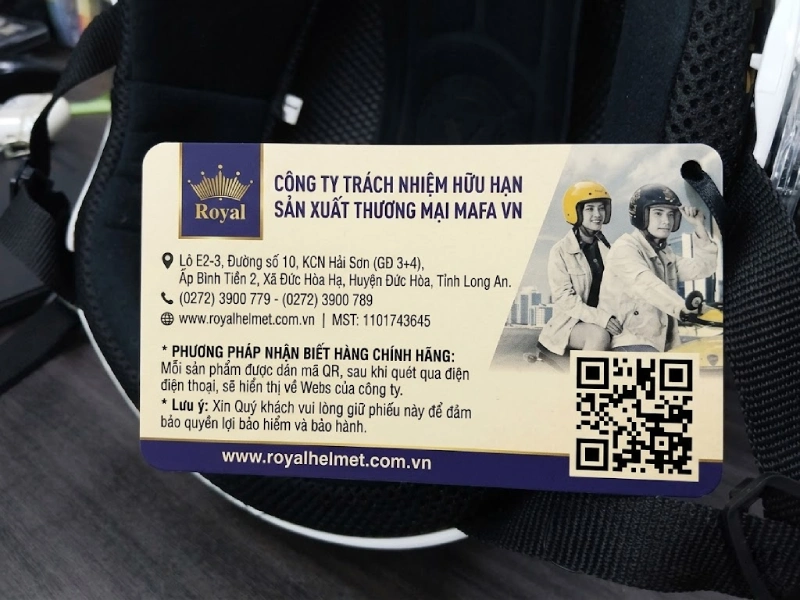 Royal
CÔNG TY TRÁCH NHIỆM HỮU HẠN
SẢN XUẤT THƯƠNG MẠI MAFA VN
Lô E2-3, Đường số 10, KCN Hải Sơn (GĐ 3+4),
Ấp Bình Tiền 2, Xã Đức Hòa Hạ, Huyện Đức Hòa, Tỉnh Long An.
(0272) 3900 779 - (0272) 3900 789
www.royalhelmet.com.vn | MST: 1101743645
* PHƯƠNG PHÁP NHẬN BIẾT HÀNG CHÍNH HÃNG:
Mỗi sản phẩm được dán mã QR, sau khi quét qua điện
điện thoại, sẽ hiển thị về Webs của công ty.
* Lưu ý: Xin Quý khách vui lòng giữ phiếu này để đảm
bảo quyền lợi bảo hiểm và bảo hành.
www.royalhelmet.com.vn